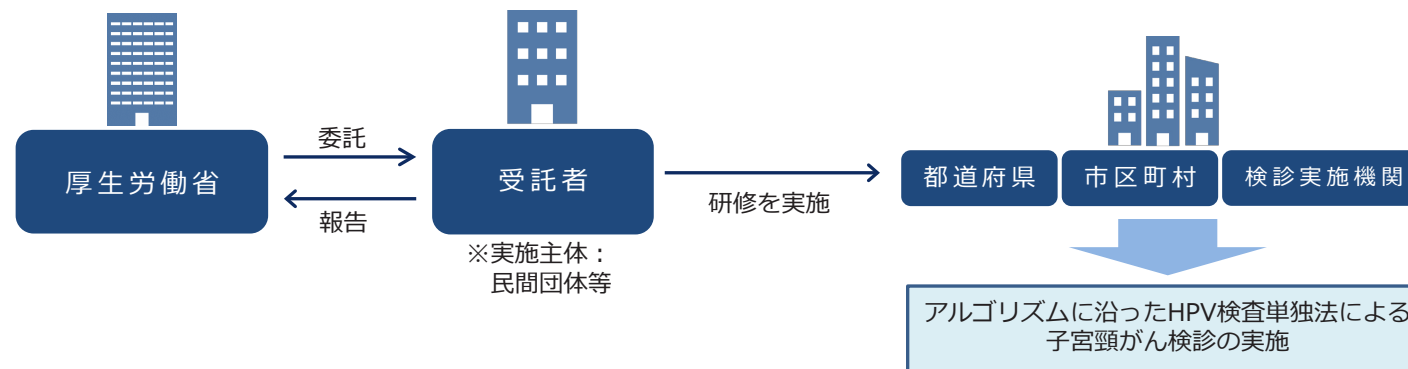 厚生労働省
委託
報告
受託者
※実施主体：
民間団体等
研修を実施
都道府県
市区町村
検診実施機関
アルゴリズムに沿ったHPV検査単独法による
子宮頸がん検診の実施